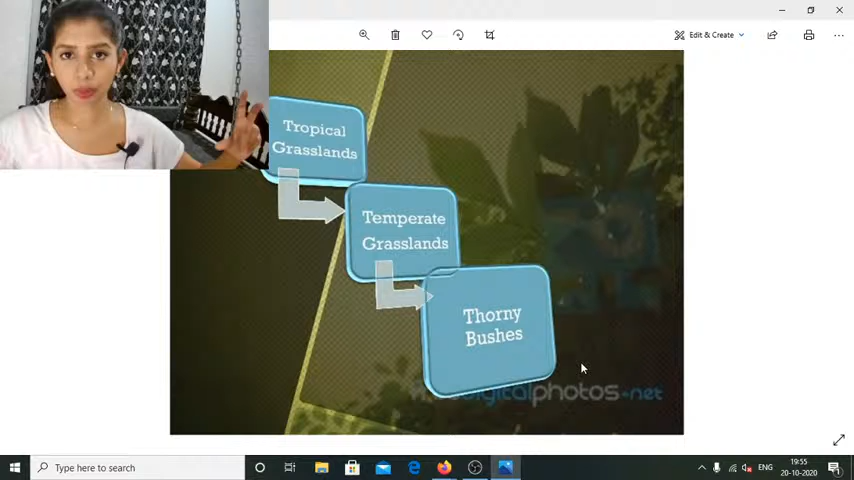 Edit & Create
Tropical
Grasslands
Temperate
Grasslands
Thorny
Bushes
digitalphotos.net
Type here to search
ENG
19:55
20-10-2020